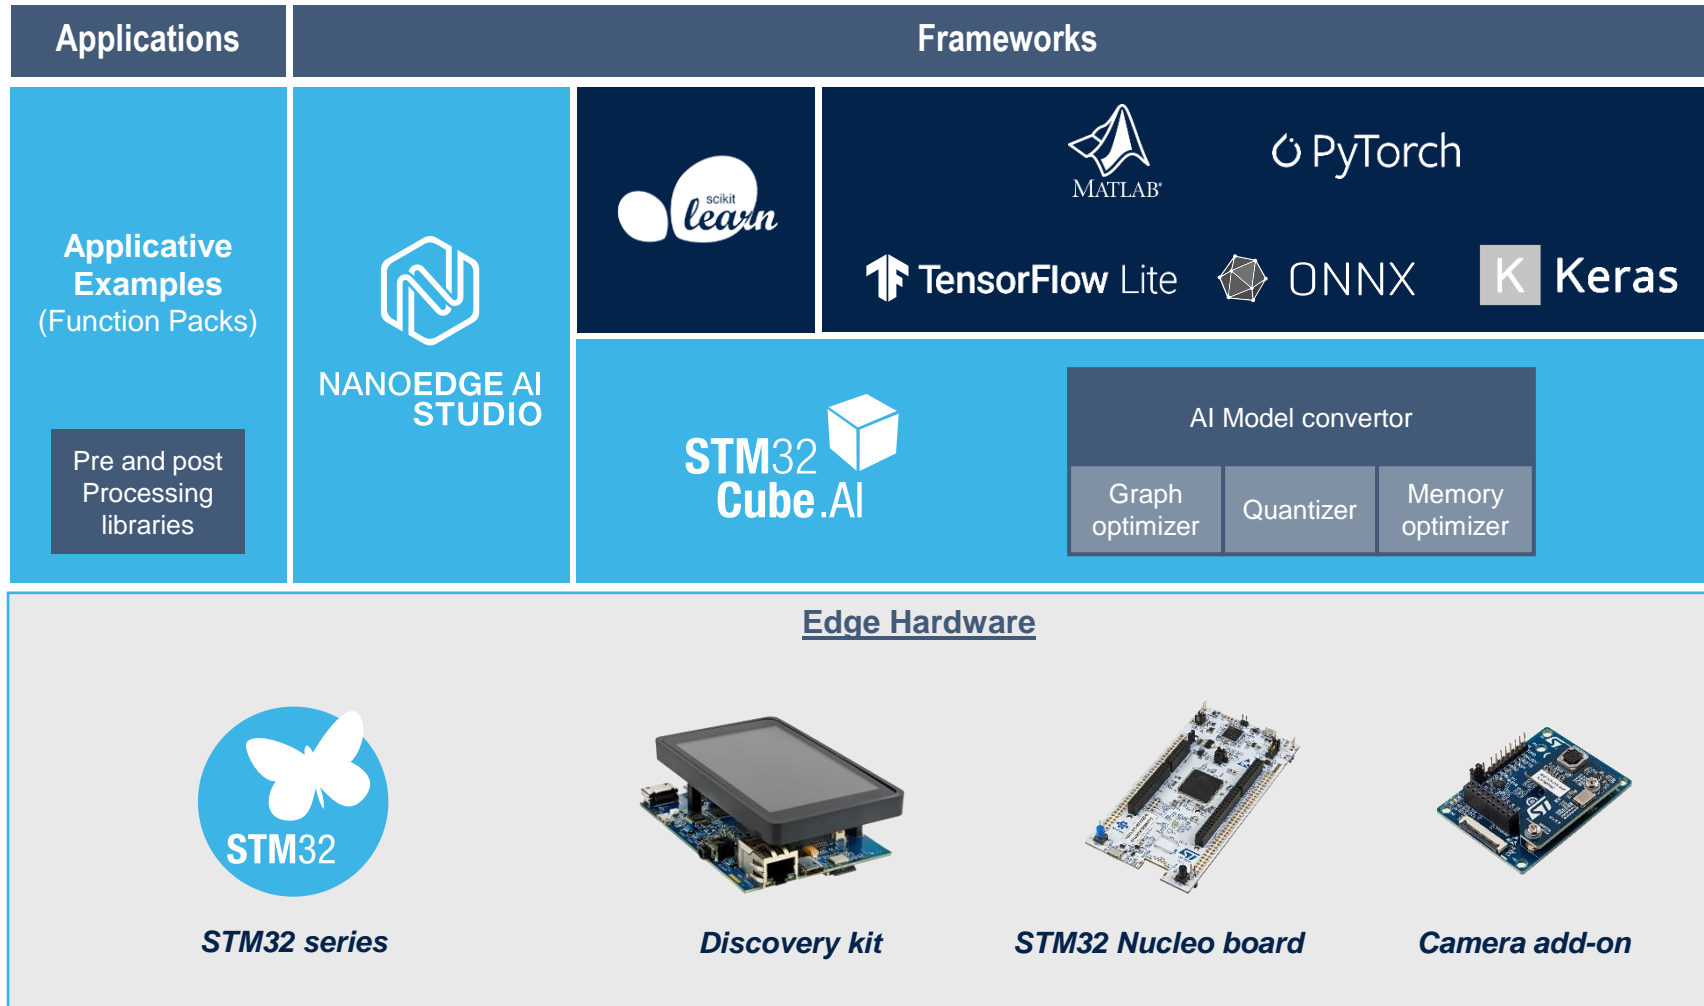 Applications
Frameworks
Applicative
Examples
(Function Packs)
Pre and post
Processing
libraries
NANOEDGE AI
STUDIO
scikit
learn
MATLAB®
PyTorch
TensorFlow Lite
ONNX
K Keras
STM32
Cube.AI
AI Model convertor
Graph
optimizer
Quantizer
Memory
optimizer
Edge Hardware
STM32
STM32 series
Discovery kit
STM32 Nucleo board
Camera add-on